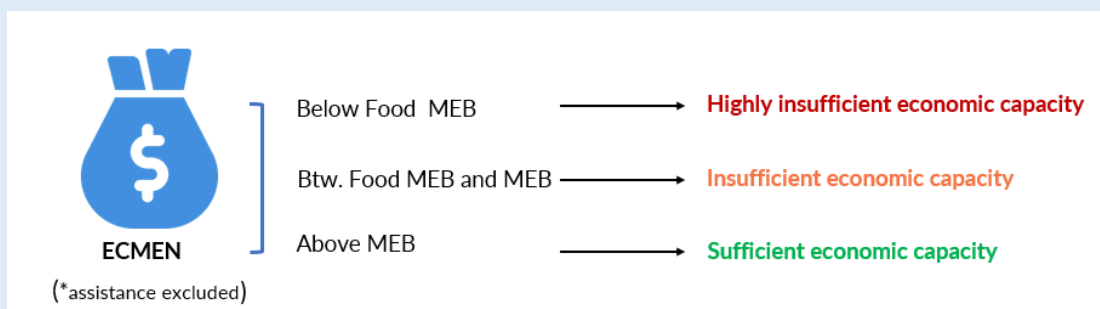 $
Below Food MEB
Highly insufficient economic capacity
Btw. Food MEB and MEB
Insufficient economic capacity
Above MEB
Sufficient economic capacity
ECMEN
(*assistance excluded)